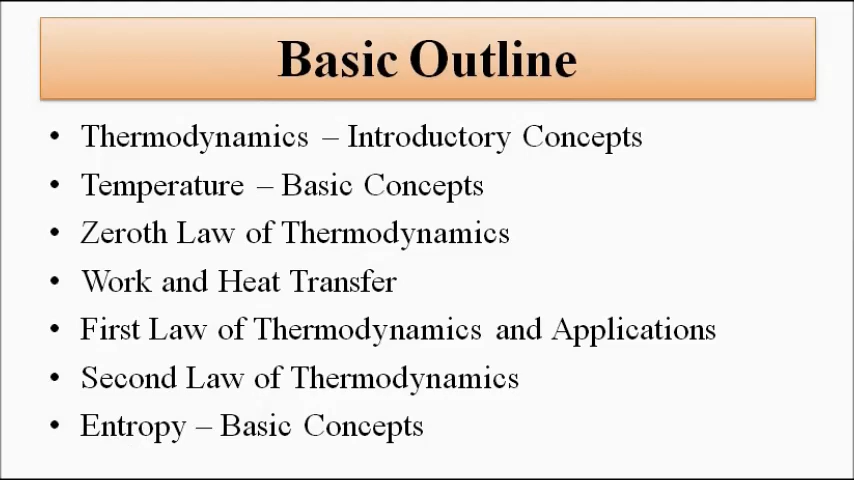 Basic Outline
• Thermodynamics – Introductory Concepts
• Temperature – Basic Concepts
• Zeroth Law of Thermodynamics
• Work and Heat Transfer
• First Law of Thermodynamics and Applications
• Second Law of Thermodynamics
• Entropy – Basic Concepts